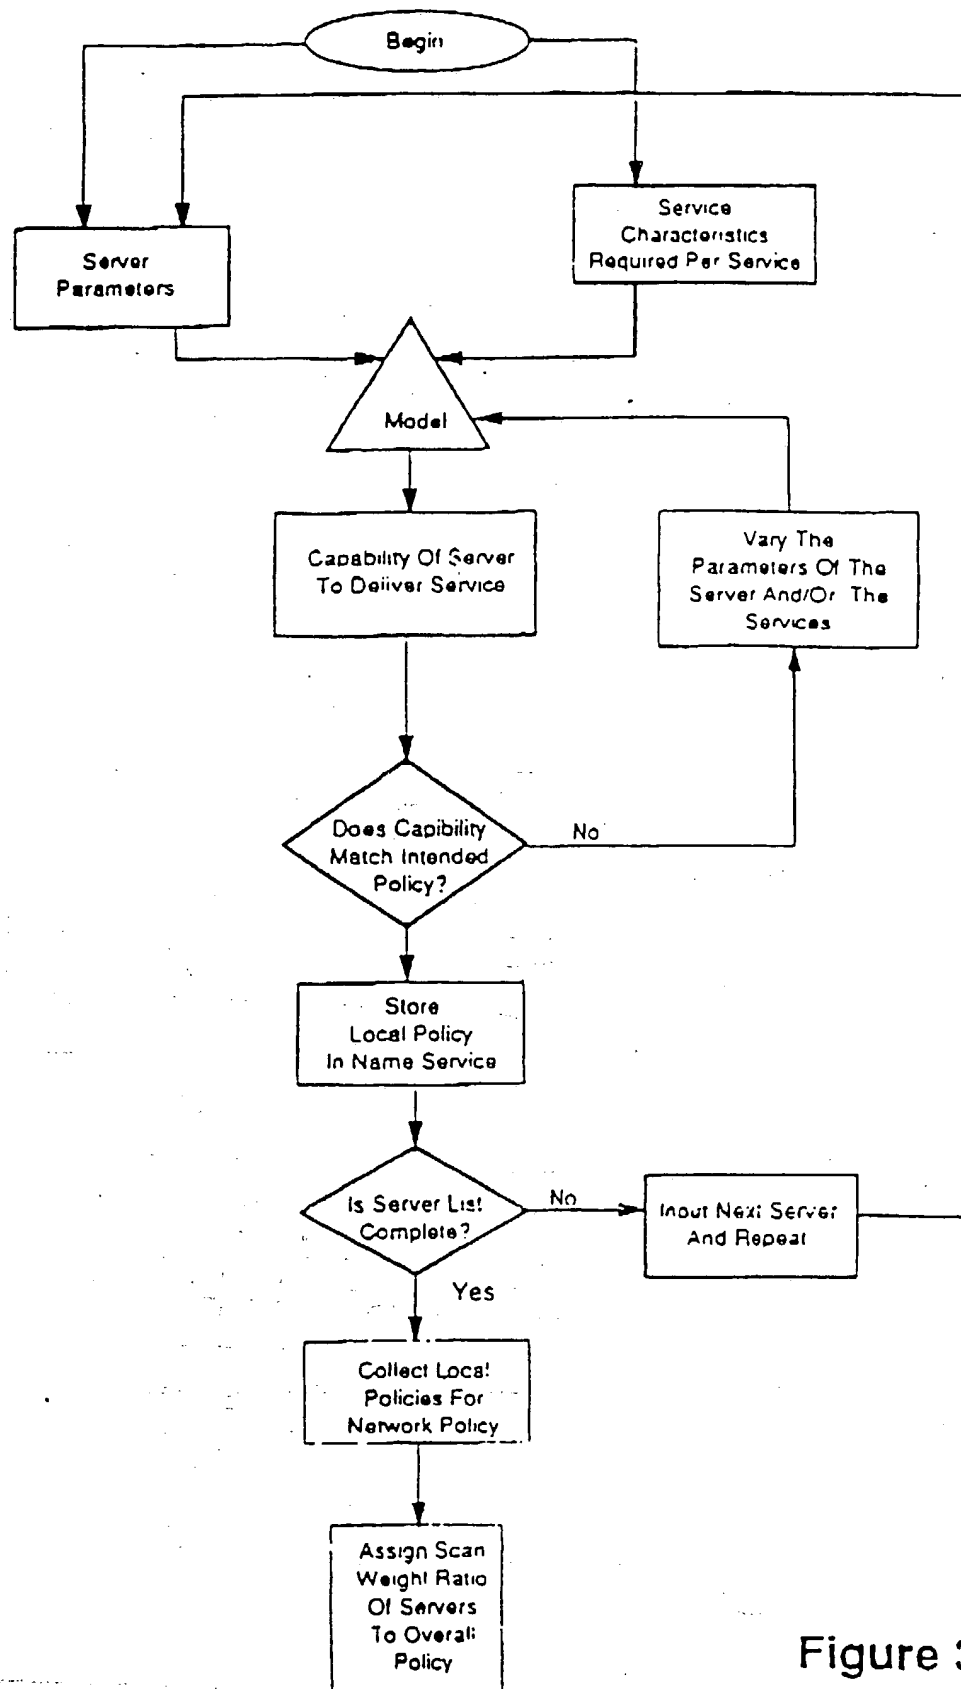 Begin
Service
Characteristics
Required Per Service
Server
Parameters
Model
Capability Of Server
To Deliver Service
Vary The
Parameters Of The
Server And/Or The
Services
Does Capibility
Match Intended
Policy?
No
Store
Local Policy
In Name Service
Is Server List
Complete?
No
Input Next Server
And Repeat
Yes
Collect Local
Policies For
Network Policy
Assign Scan
Weight Ratio
Of Servers
To Overall
Policy
Figure 3